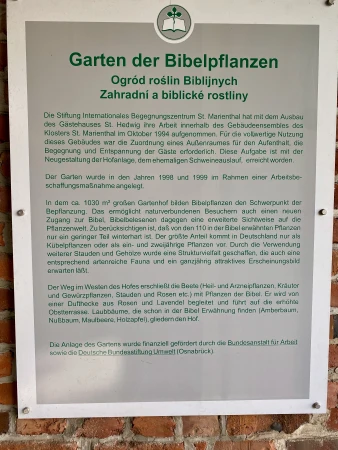 Garten der Bibelpflanzen
Ogród roślin Biblijnych
Zahradní a biblické rostliny
Die Stiftung Internationales Begegnungszentrum St. Marienthal hat mit dem Ausbau
des Gästehauses St. Hedwig ihre Arbeit innerhalb des Gebäudeensembles des
Klosters St. Marienthal im Oktober 1994 aufgenommen. Für die vollwertige Nutzung
dieses Gebäudes war die Zuordnung eines Außenraumes für den Aufenthalt, die
Begegnung und Entspannung der Gäste erforderlich. Diese Aufgabe ist mit der
Neugestaltung der Hofanlage, dem ehemaligen Schweineauslauf, erreicht worden.
Der Garten wurde in den Jahren 1998 und 1999 im Rahmen einer Arbeitsbe-
schaffungsmaßnahme angelegt.
In dem ca. 1030 m² großen Gartenhof bilden Bibelpflanzen den Schwerpunkt der
Bepflanzung. Das ermöglicht naturverbundenen Besuchern auch einen neuen
Zugang zur Bibel, Bibelbelesenen dagegen eine erweiterte Sichtweise auf die
Pflanzenwelt. Zu berücksichtigen ist, daß von den 110 in der Bibel erwähnten Pflanzen
nur ein geringer Teil winterhart ist. Der größte Anteil kommt in Deutschland nur als
Kübelpflanzen oder als ein- und zweijährige Pflanzen vor. Durch die Verwendung
weiterer Stauden und Gehölze wurde eine Strukturvielfalt geschaffen, die auch eine
entsprechend artenreiche Fauna und ein ganzjährig attraktives Erscheinungsbild
erwarten läßt.
Der Weg im Westen des Hofes erschließt die Beete (Heil- und Arzneipflanzen, Kräuter
und Gewürzpflanzen, Stauden und Rosen etc.) mit Pflanzen der Bibel. Er wird von
einer Dufthecke aus Rosen und Lavendel begleitet und führt auf die erhöhte
Obstterrasse. Laubbäume, die schon in der Bibel Erwähnung finden (Amberbaum,
Nußbaum, Maulbeere, Holzapfel), gliedern den Hof.
Die Anlage des Gartens wurde finanziell gefördert durch die Bundesanstalt für Arbeit
sowie die Deutsche Bundesstiftung Umwelt (Osnabrück).